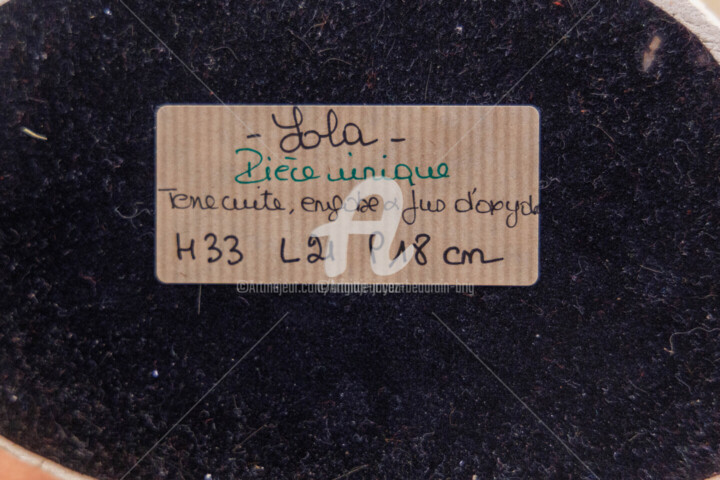 - Lola -
Pièce unique
Terre cuite, engobe & jus d'oxyde
H33 L21 P18 cm